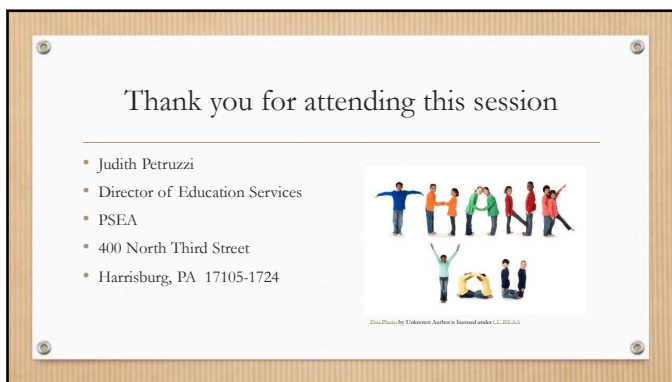 Thank you for attending this session
• Judith Petruzzi
• Director of Education Services
• PSEA
• 400 North Third Street
• Harrisburg, PA 17105-1724
THANK
YOU
This Photo by Unknown Author is licensed under CC BY-SA